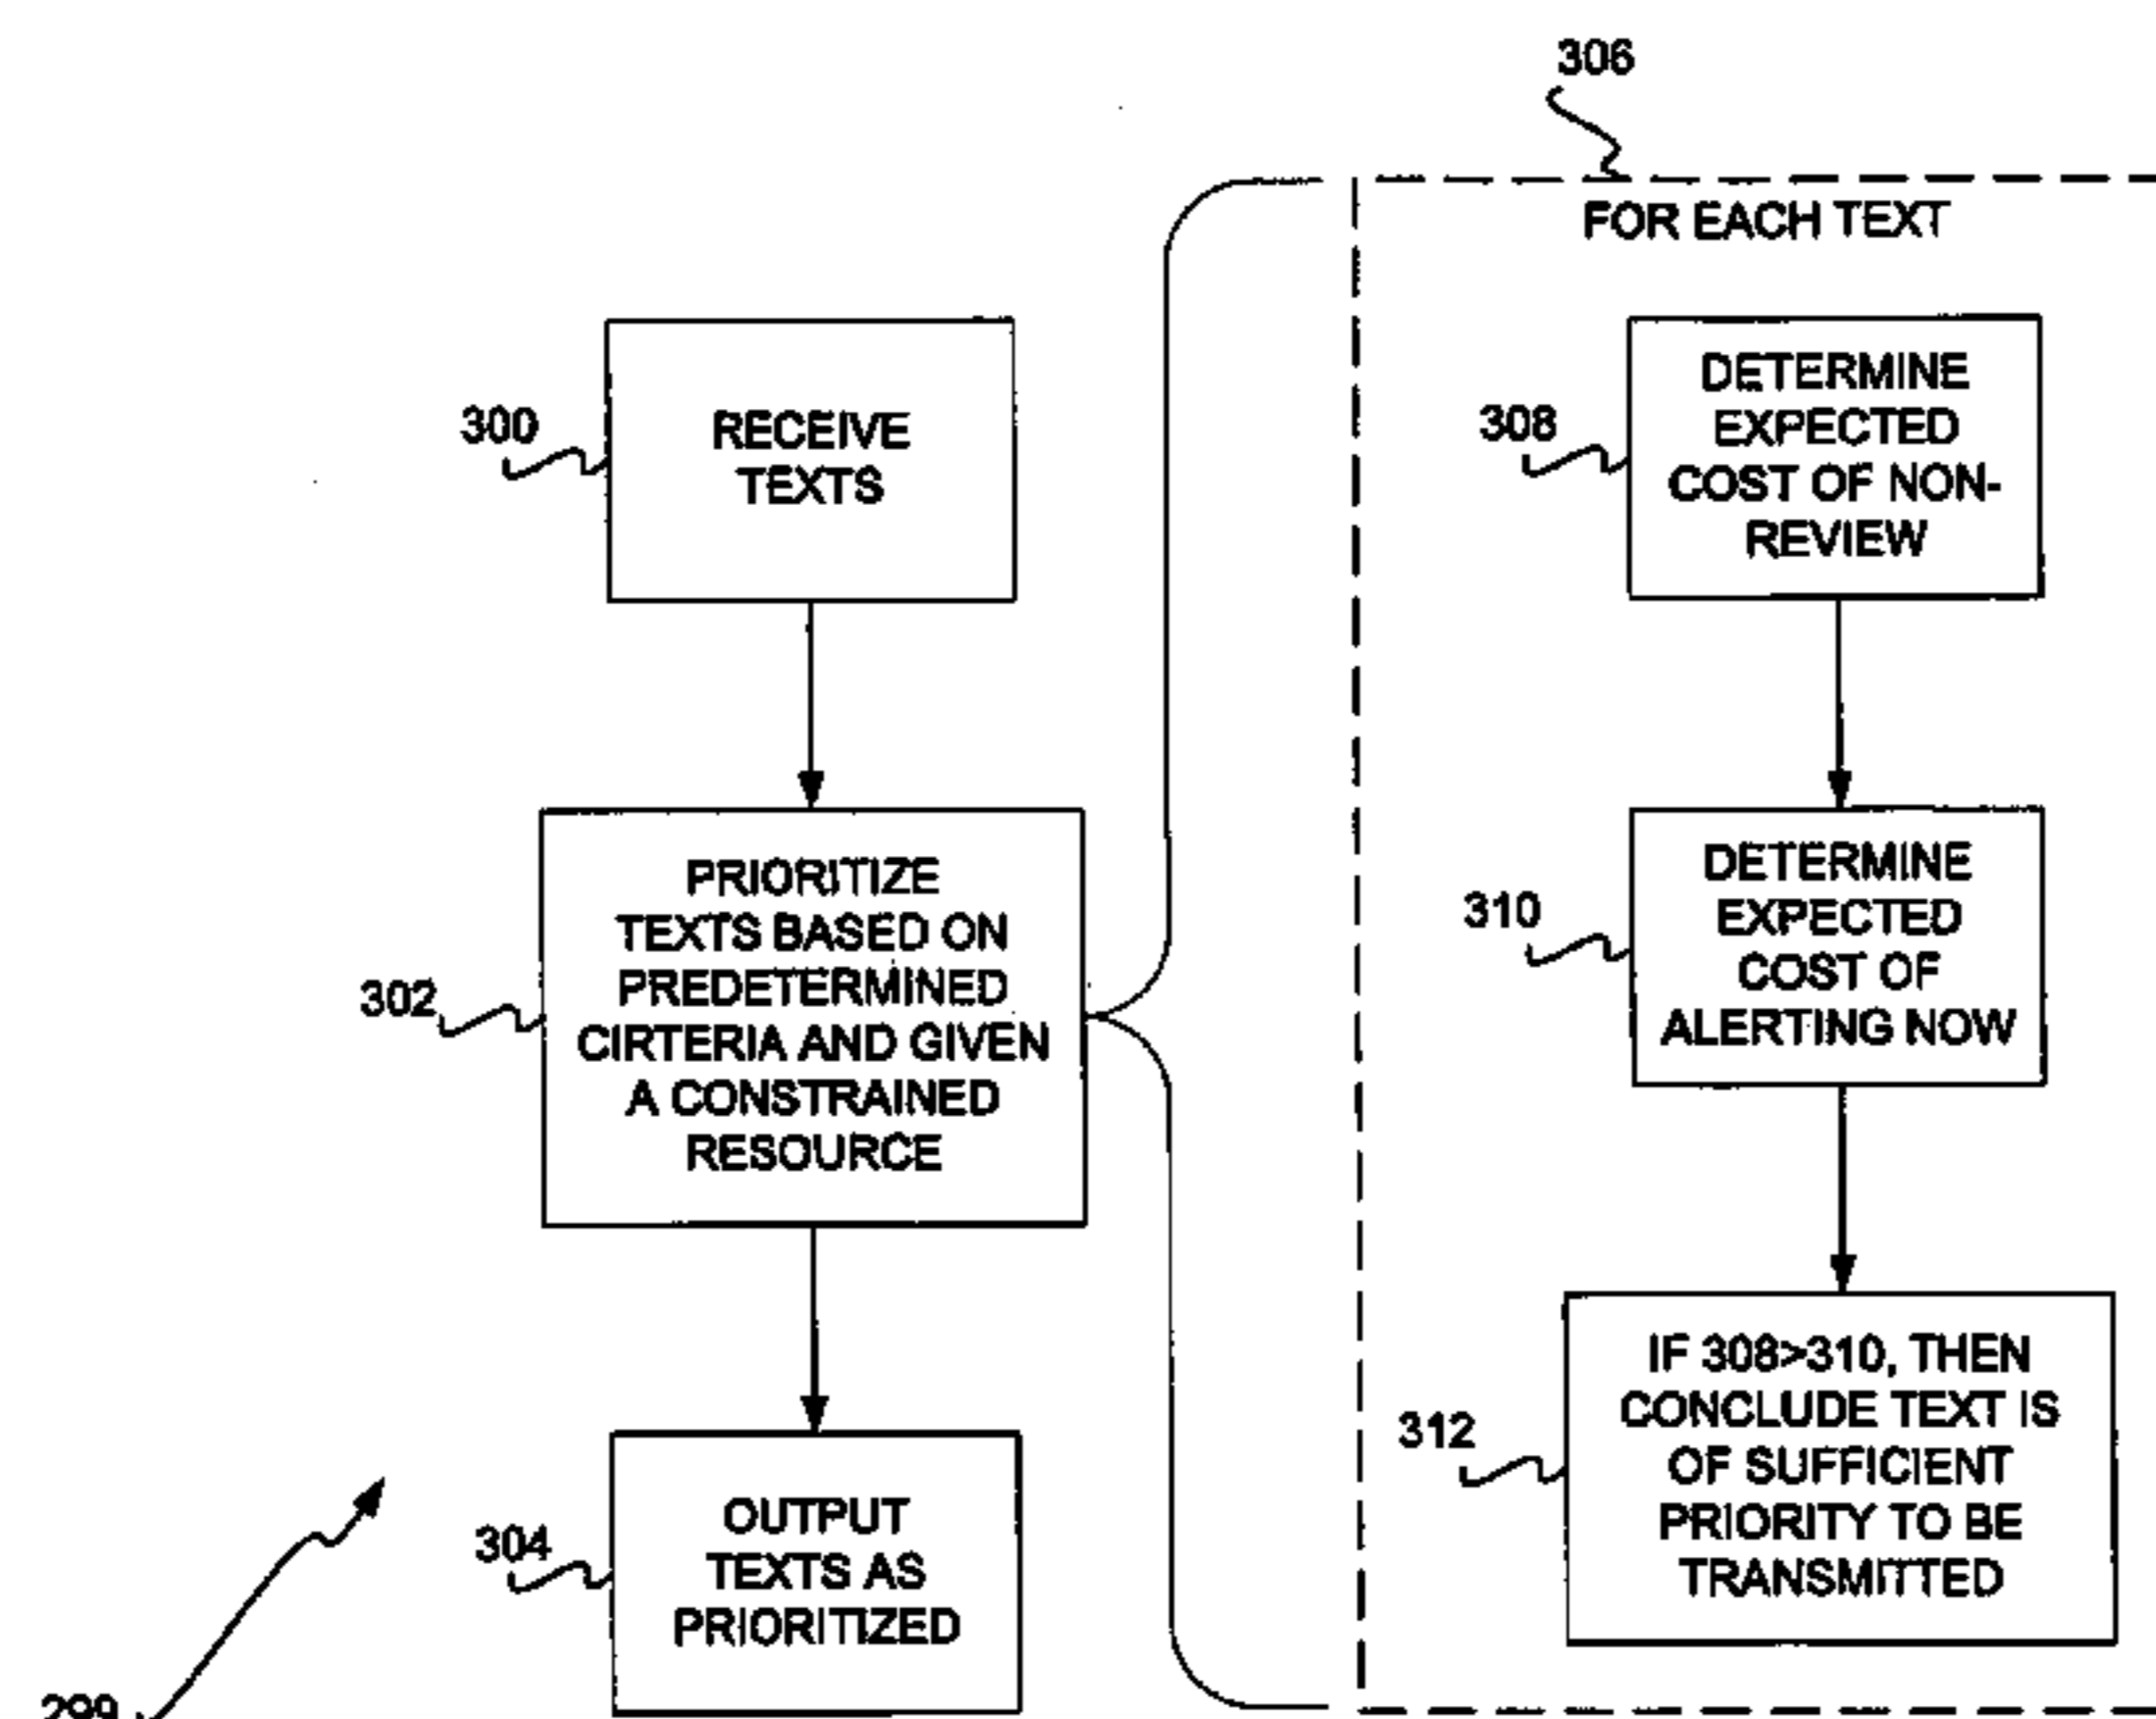 306
FOR EACH TEXT
300
RECEIVE
TEXTS
308
DETERMINE
EXPECTED
COST OF NON-
REVIEW
302
PRIORITIZE
TEXTS BASED ON
PREDETERMINED
CIRTERIA AND GIVEN
A CONSTRAINED
RESOURCE
310
DETERMINE
EXPECTED
COST OF
ALERTING NOW
304
OUTPUT
TEXTS AS
PRIORITIZED
312
IF 308>310, THEN
CONCLUDE TEXT IS
OF SUFFICIENT
PRIORITY TO BE
TRANSMITTED
299